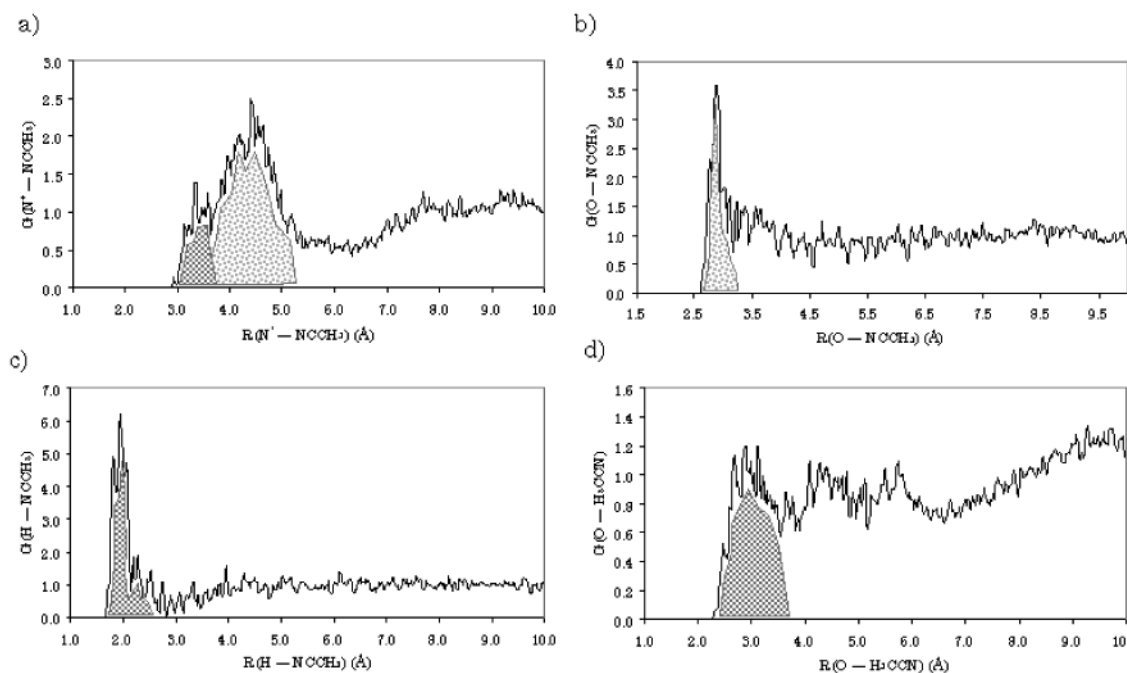 a)
3.0
2.5
2.0
1.5
1.0
0.5
0.0
G(N⁺ — NCCH₃)
1.0 2.0 3.0 4.0 5.0 6.0 7.0 8.0 9.0 10.0
R(N⁺ — NCCH₃) (Å)
b)
4.0
3.5
3.0
2.5
2.0
1.5
1.0
0.5
0.0
G(O — NCCH₃)
1.5 2.5 3.5 4.5 5.5 6.5 7.5 8.5 9.5
R(O — NCCH₃) (Å)
c)
7.0
6.0
5.0
4.0
3.0
2.0
1.0
0.0
G(H — NCCH₃)
1.0 2.0 3.0 4.0 5.0 6.0 7.0 8.0 9.0 10.0
R(H — NCCH₃) (Å)
d)
1.6
1.4
1.2
1.0
0.8
0.6
0.4
0.2
0.0
G(O — H₃CCN)
1.0 2.0 3.0 4.0 5.0 6.0 7.0 8.0 9.0 10.
R(O — H₃CCN) (Å)